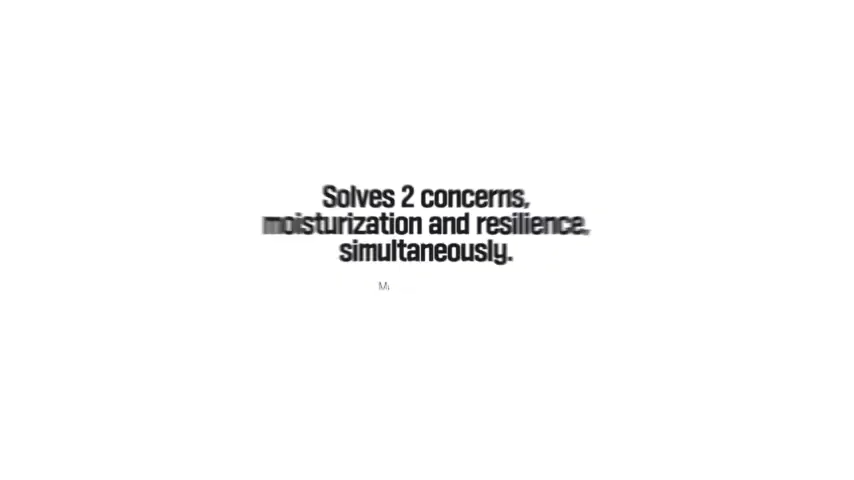 Solves 2 concerns,
moisturization and resilience,
simultaneously.